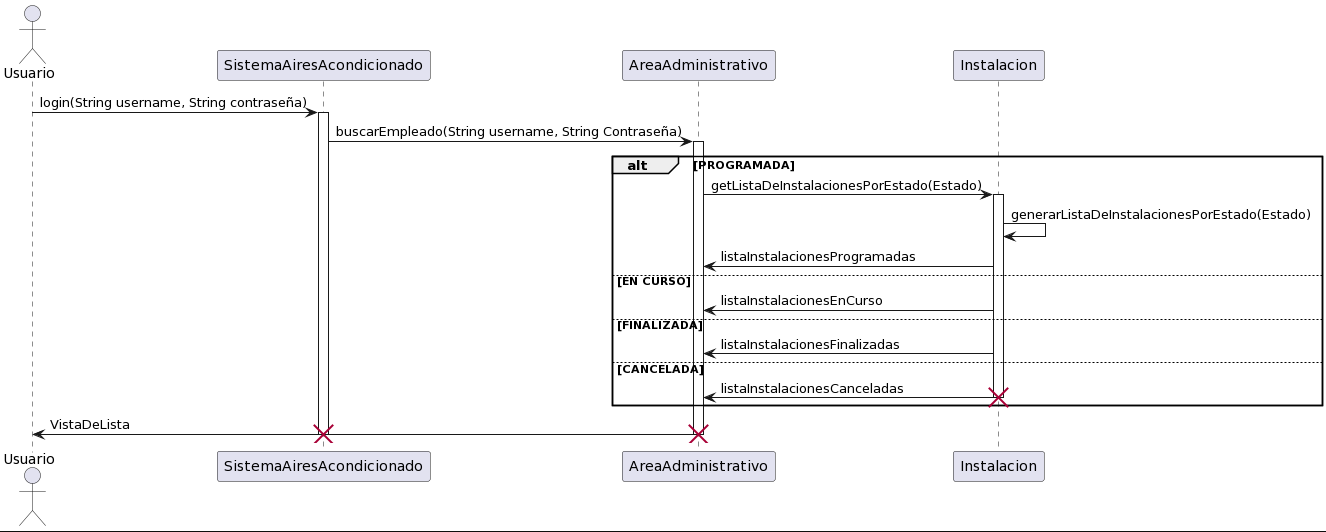 Usuario
SistemaAiresAcondicionado
AreaAdministrativo
Instalacion
login(String username, String contraseña)
buscarEmpleado(String username, String Contraseña)
alt [PROGRAMADA]
getListaDeInstalacionesPorEstado(Estado)
generarListaDeInstalacionesPorEstado(Estado)
listaInstalacionesProgramadas
[EN CURSO]
listaInstalacionesEnCurso
[FINALIZADA]
listaInstalacionesFinalizadas
[CANCELADA]
listaInstalacionesCanceladas
VistaDeLista
Usuario
SistemaAiresAcondicionado
AreaAdministrativo
Instalacion